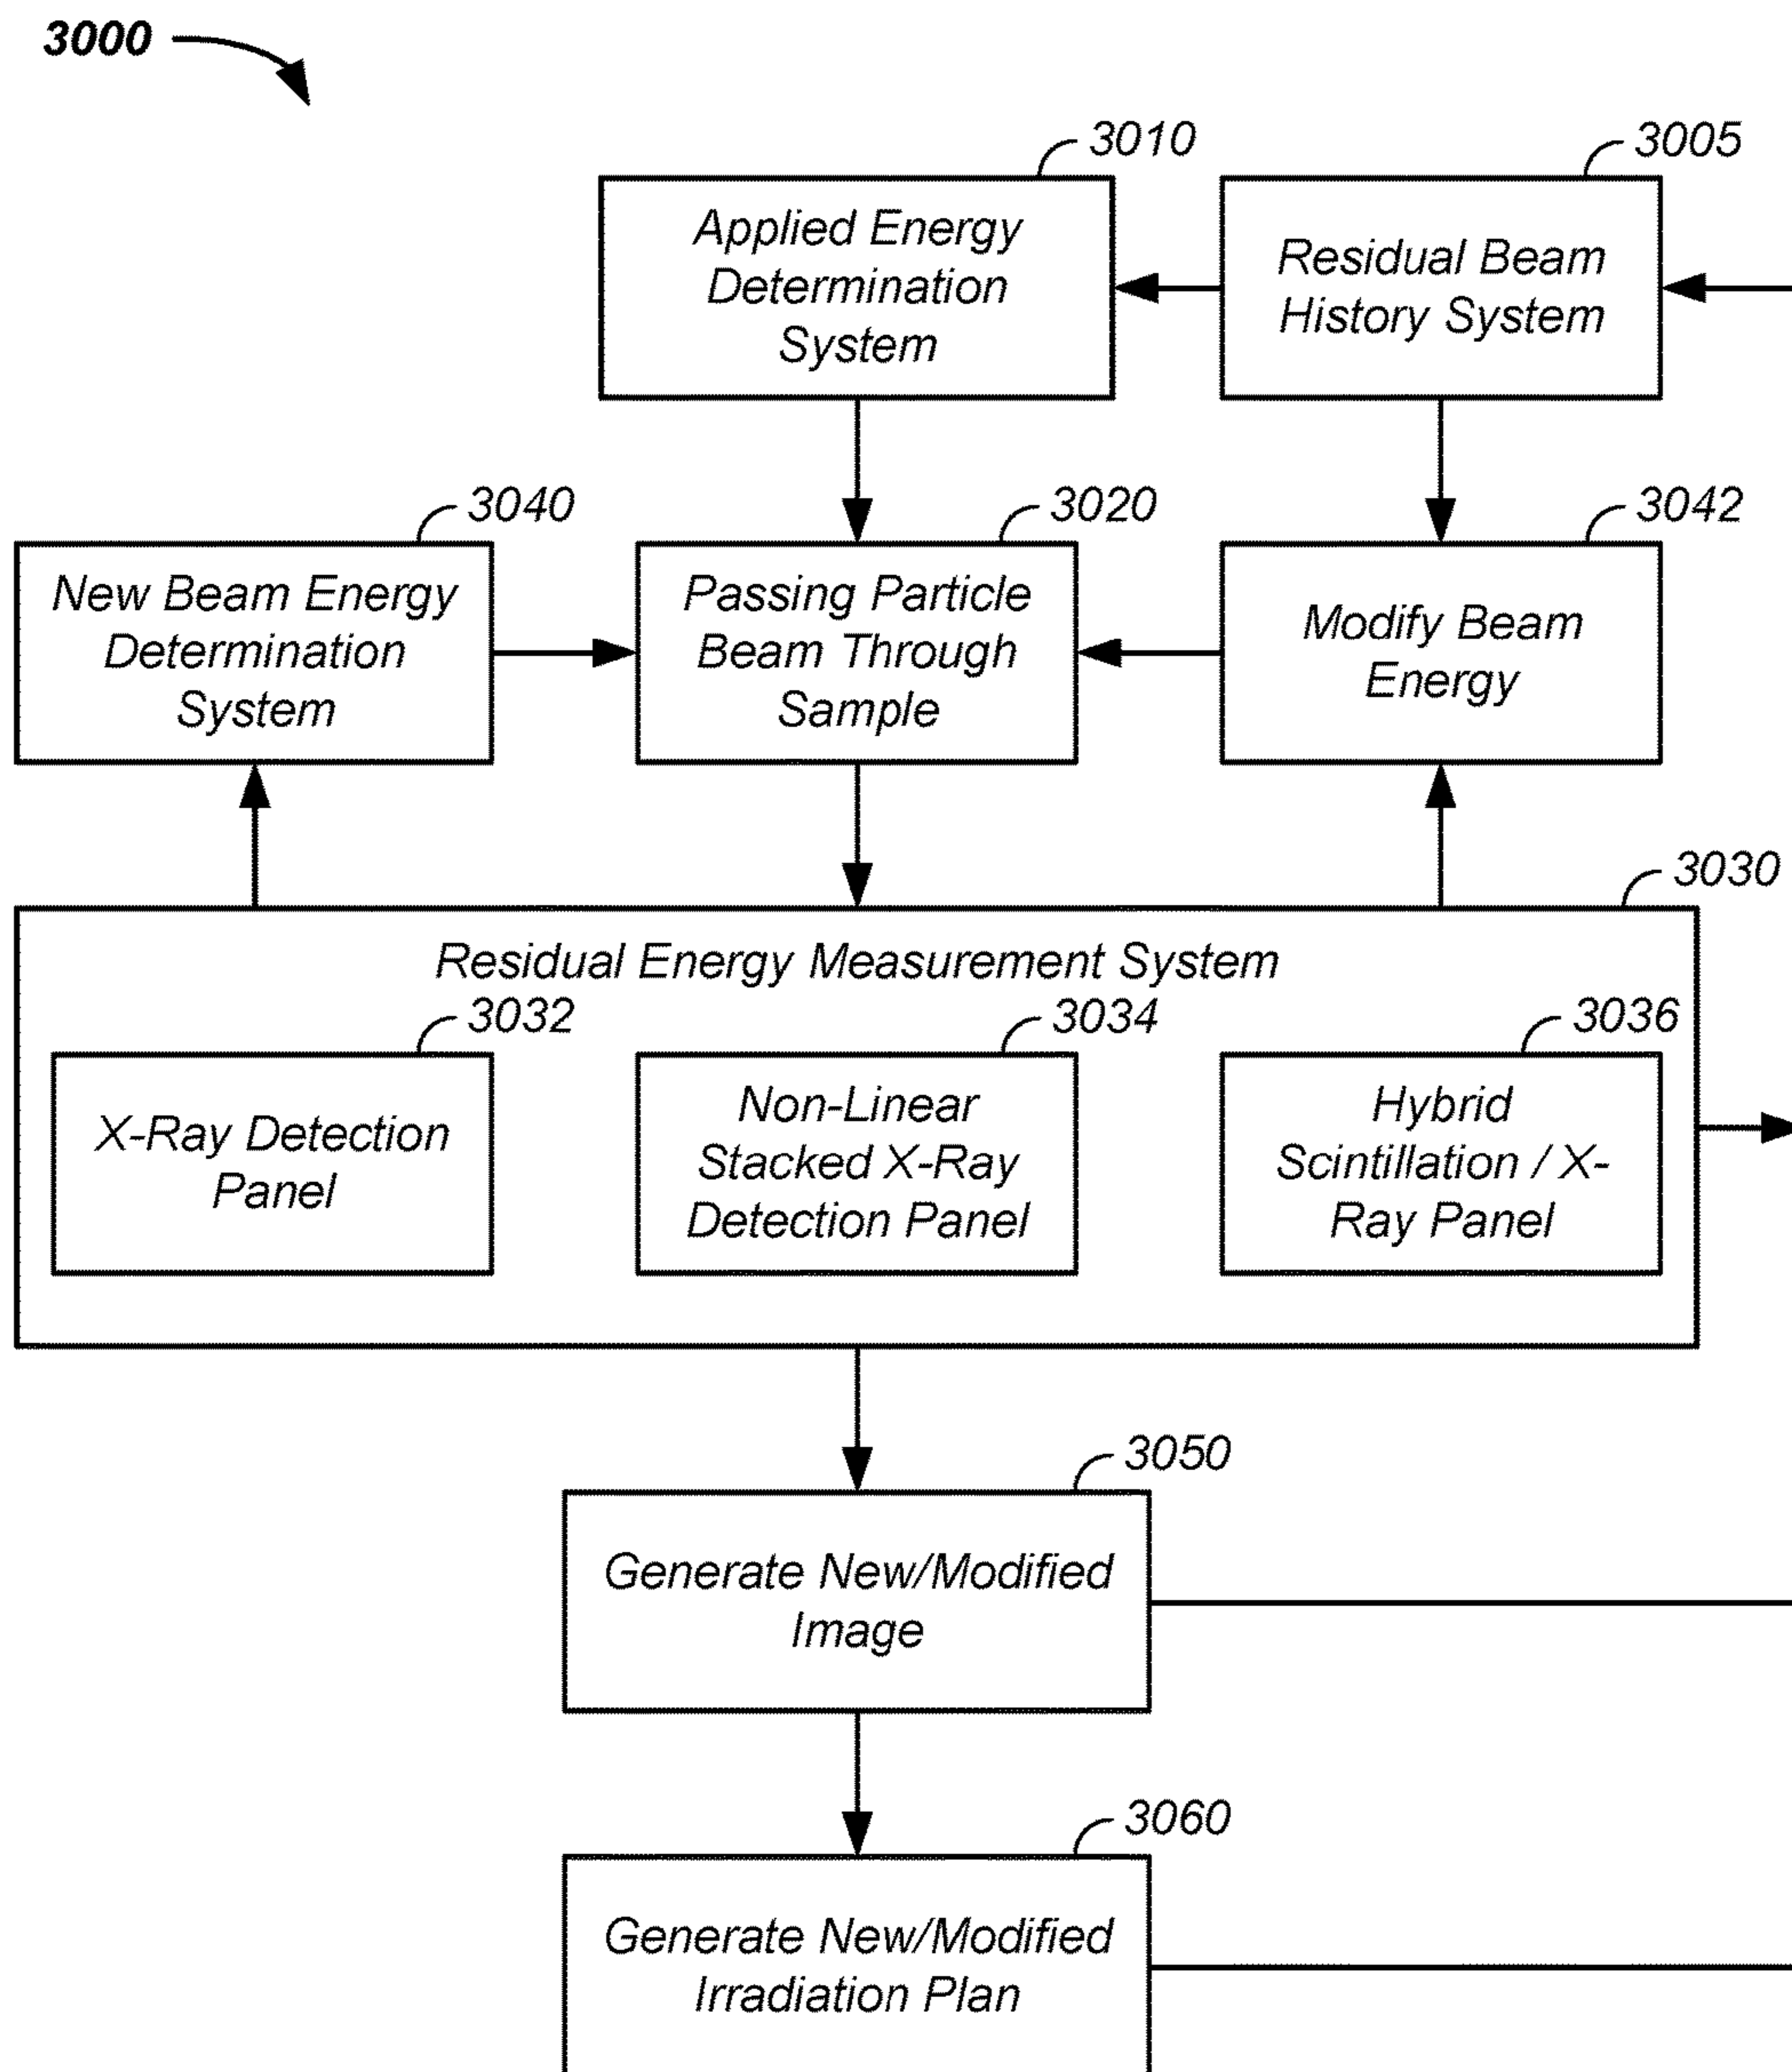 3000
3010
3005
Applied Energy
Determination
System
Residual Beam
History System
3040
3020
3042
New Beam Energy
Determination
System
Passing Particle
Beam Through
Sample
Modify Beam
Energy
3030
Residual Energy Measurement System
3032
3034
3036
X-Ray Detection
Panel
Non-Linear
Stacked X-Ray
Detection Panel
Hybrid
Scintillation / X-
Ray Panel
3050
Generate New/Modified
Image
3060
Generate New/Modified
Irradiation Plan